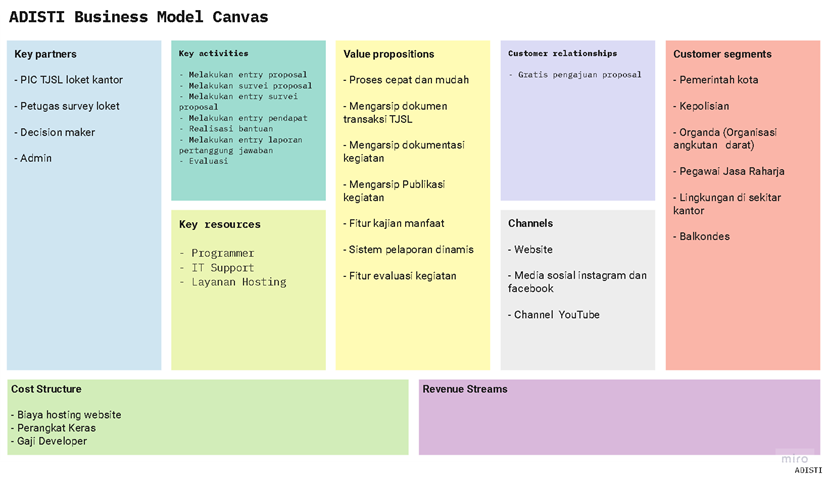 ADISTI Business Model Canvas
Key partners
- PIC TJSL loket kantor
- Petugas survey loket
- Decision maker
- Admin
Key activities
- Melakukan entry proposal
- Melakukan survei proposal
- Melakukan entry survei
proposal
- Melakukan entry pendapat
- Realisasi bantuan
- Melakukan entry laporan
pertanggung jawaban
- Evaluasi
Key resources
- Programmer
- IT Support
- Layanan Hosting
Value propositions
- Proses cepat dan mudah
- Mengarsip dokumen
transaksi TJSL
- Mengarsip dokumentasi
kegiatan
- Mengarsip Publikasi
kegiatan
- Fitur kajian manfaat
- Sistem pelaporan dinamis
- Fitur evaluasi kegiatan
Customer relationships
- Gratis pengajuan proposal
Channels
- Website
- Media sosial instagram dan
facebook
- Channel YouTube
Customer segments
- Pemerintah kota
- Kepolisian
- Organda (Organisasi
angkutan darat)
- Pegawai Jasa Raharja
- Lingkungan di sekitar
kantor
- Balkondes
Cost Structure
- Biaya hosting website
- Perangkat Keras
- Gaji Developer
Revenue Streams
miro
ADISTI